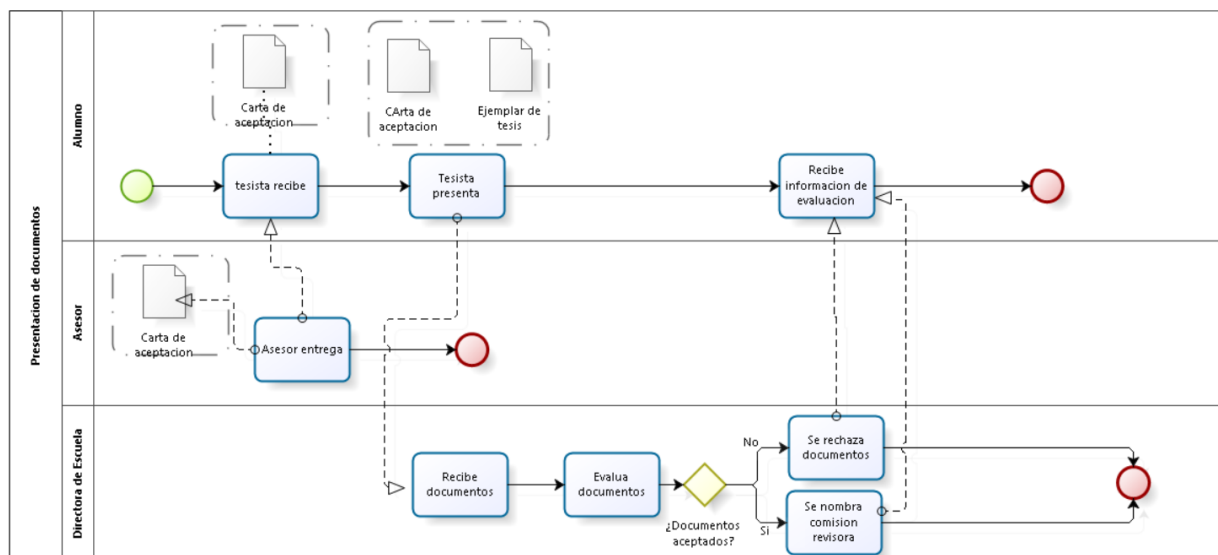 Presentacion de documentos
Alumno
Carta de
aceptacion
CArta de
aceptacion
Ejemplar de
tesis
tesista recibe
Tesista
presenta
Recibe
informacion de
evaluacion
Asesor
Carta de
aceptacion
Asesor entrega
Directora de Escuela
Recibe
documentos
Evalua
documentos
¿Documentos
aceptados?
No
Si
Se rechaza
documentos
Se nombra
comision
revisora